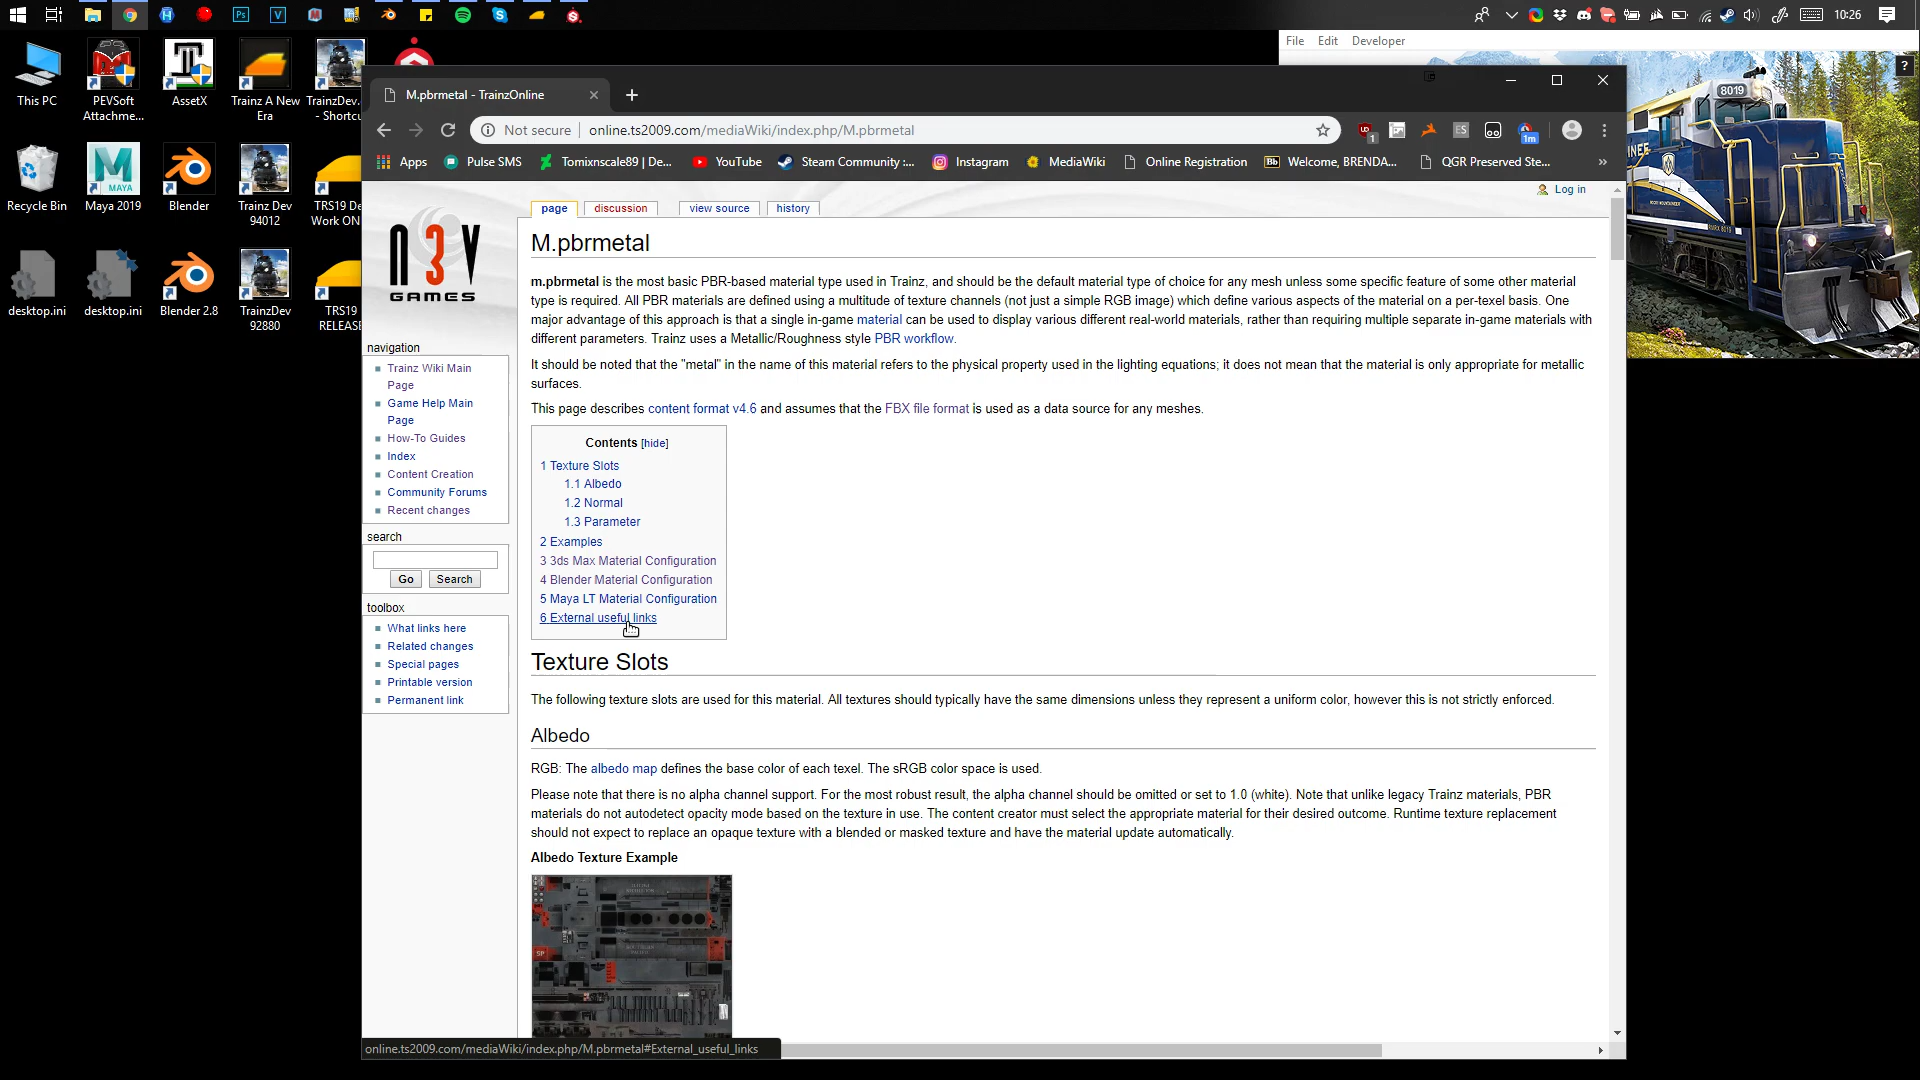 10:26
File Edit Developer
This PC
PEVSoft
Attachme...
AssetX
Trainz A New
Era
TrainzDev.
- Shortcu
Recycle Bin
Maya 2019
Blender
Trainz Dev
94012
TRS19 De
Work ON
desktop.ini
desktop.ini
Blender 2.8
TrainzDev
92880
TRS19
RELEASE
M.pbrmetal - TrainzOnline
Not secure
online.ts2009.com/mediaWiki/index.php/M.pbrmetal
Apps
Pulse SMS
Tomixnscale89 | De...
YouTube
Steam Community :...
Instagram
MediaWiki
Online Registration
Welcome, BRENDA...
QGR Preserved Ste...
Log in
page
discussion
view source
history
N3V
GAMES
navigation
Trainz Wiki Main
Page
Game Help Main
Page
How-To Guides
Index
Content Creation
Community Forums
Recent changes
search
Go
Search
toolbox
What links here
Related changes
Special pages
Printable version
Permanent link
M.pbrmetal
m.pbrmetal is the most basic PBR-based material type used in Trainz, and should be the default material type of choice for any mesh unless some specific feature of some other material
type is required. All PBR materials are defined using a multitude of texture channels (not just a simple RGB image) which define various aspects of the material on a per-texel basis. One
major advantage of this approach is that a single in-game material can be used to display various different real-world materials, rather than requiring multiple separate in-game materials with
different parameters. Trainz uses a Metallic/Roughness style PBR workflow.
It should be noted that the "metal" in the name of this material refers to the physical property used in the lighting equations; it does not mean that the material is only appropriate for metallic
surfaces.
This page describes content format v4.6 and assumes that the FBX file format is used as a data source for any meshes.
Contents [hide]
1 Texture Slots
1.1 Albedo
1.2 Normal
1.3 Parameter
2 Examples
3 3ds Max Material Configuration
4 Blender Material Configuration
5 Maya LT Material Configuration
6 External useful links
Texture Slots
The following texture slots are used for this material. All textures should typically have the same dimensions unless they represent a uniform color, however this is not strictly enforced.
Albedo
RGB: The albedo map defines the base color of each texel. The sRGB color space is used.
Please note that there is no alpha channel support. For the most robust result, the alpha channel should be omitted or set to 1.0 (white). Note that unlike legacy Trainz materials, PBR
materials do not autodetect opacity mode based on the texture in use. The content creator must select the appropriate material for their desired outcome. Runtime texture replacement
should not expect to replace an opaque texture with a blended or masked texture and have the material update automatically.
Albedo Texture Example
SP
online.ts2009.com/mediaWiki/index.php/M.pbrmetal#External_useful_links
8019